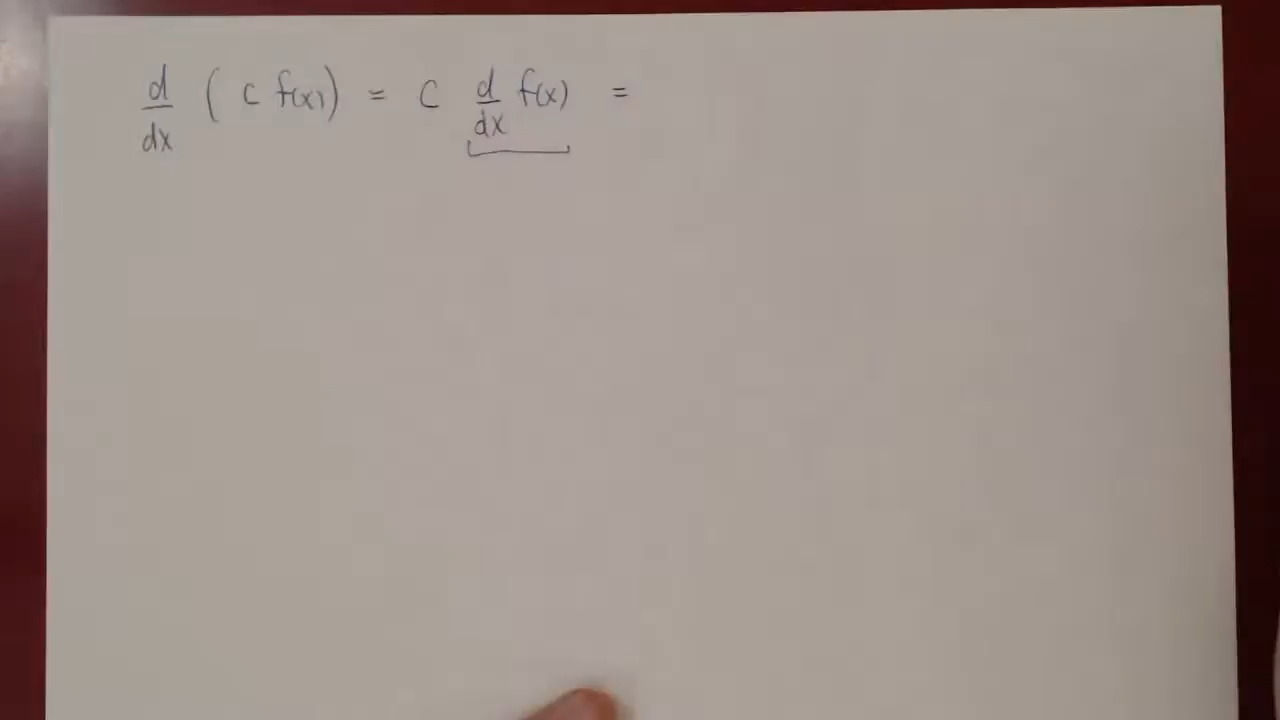 d/dx ( c f(x) ) = c d/dx f(x) =